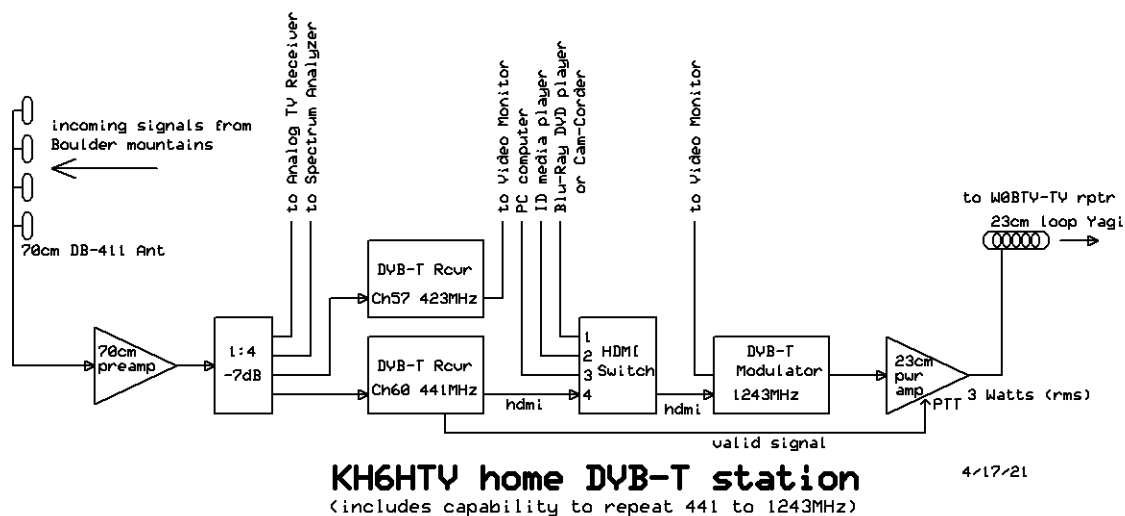 incoming signals from
Boulder mountains
70cm DB-411 Ant
to Analog TV Receiver
to Spectrum Analyzer
to Video Monitor
PC computer
ID media player
Blu-Ray DVD player
or Cam-Corder
to Video Monitor
to W0BTV-TV rptr
23cm loop Yagi
70cm
preamp
1:4
-7dB
DVB-T Rcvr
Ch57 423MHz
DVB-T Rcvr
Ch60 441MHz
hdmi
1
2
3
4
HDMI
Switch
hdmi
DVB-T
Modulator
1243MHz
23cm
pwr
amp
PTT
3 Watts (rms)
valid signal
KH6HTV home DVB-T station
(includes capability to repeat 441 to 1243MHz)
4/17/21